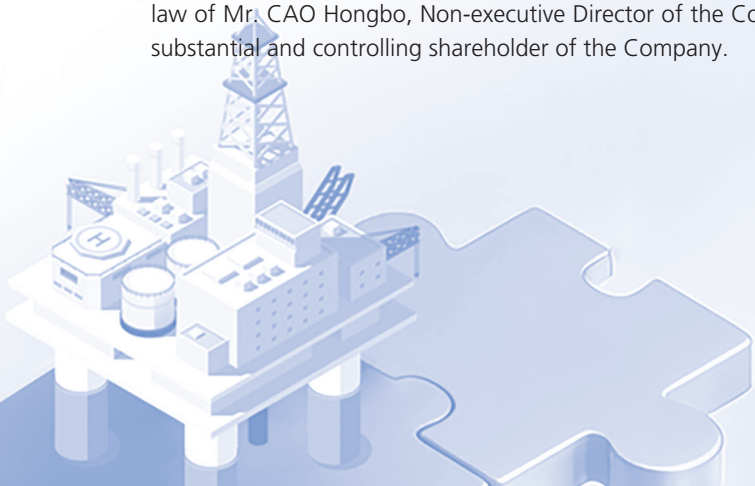 law of Mr. CAO Hongbo, Non-executive Director of the Co
substantial and controlling shareholder of the Company.
H